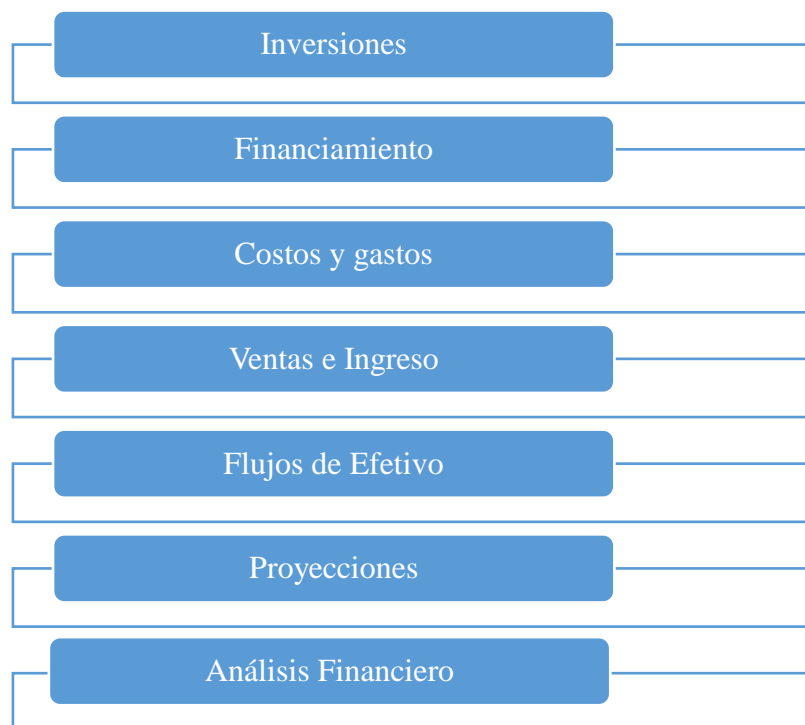 Inversiones
Financiamiento
Costos y gastos
Ventas e Ingreso
Flujos de Efetivo
Proyecciones
Análisis Financiero